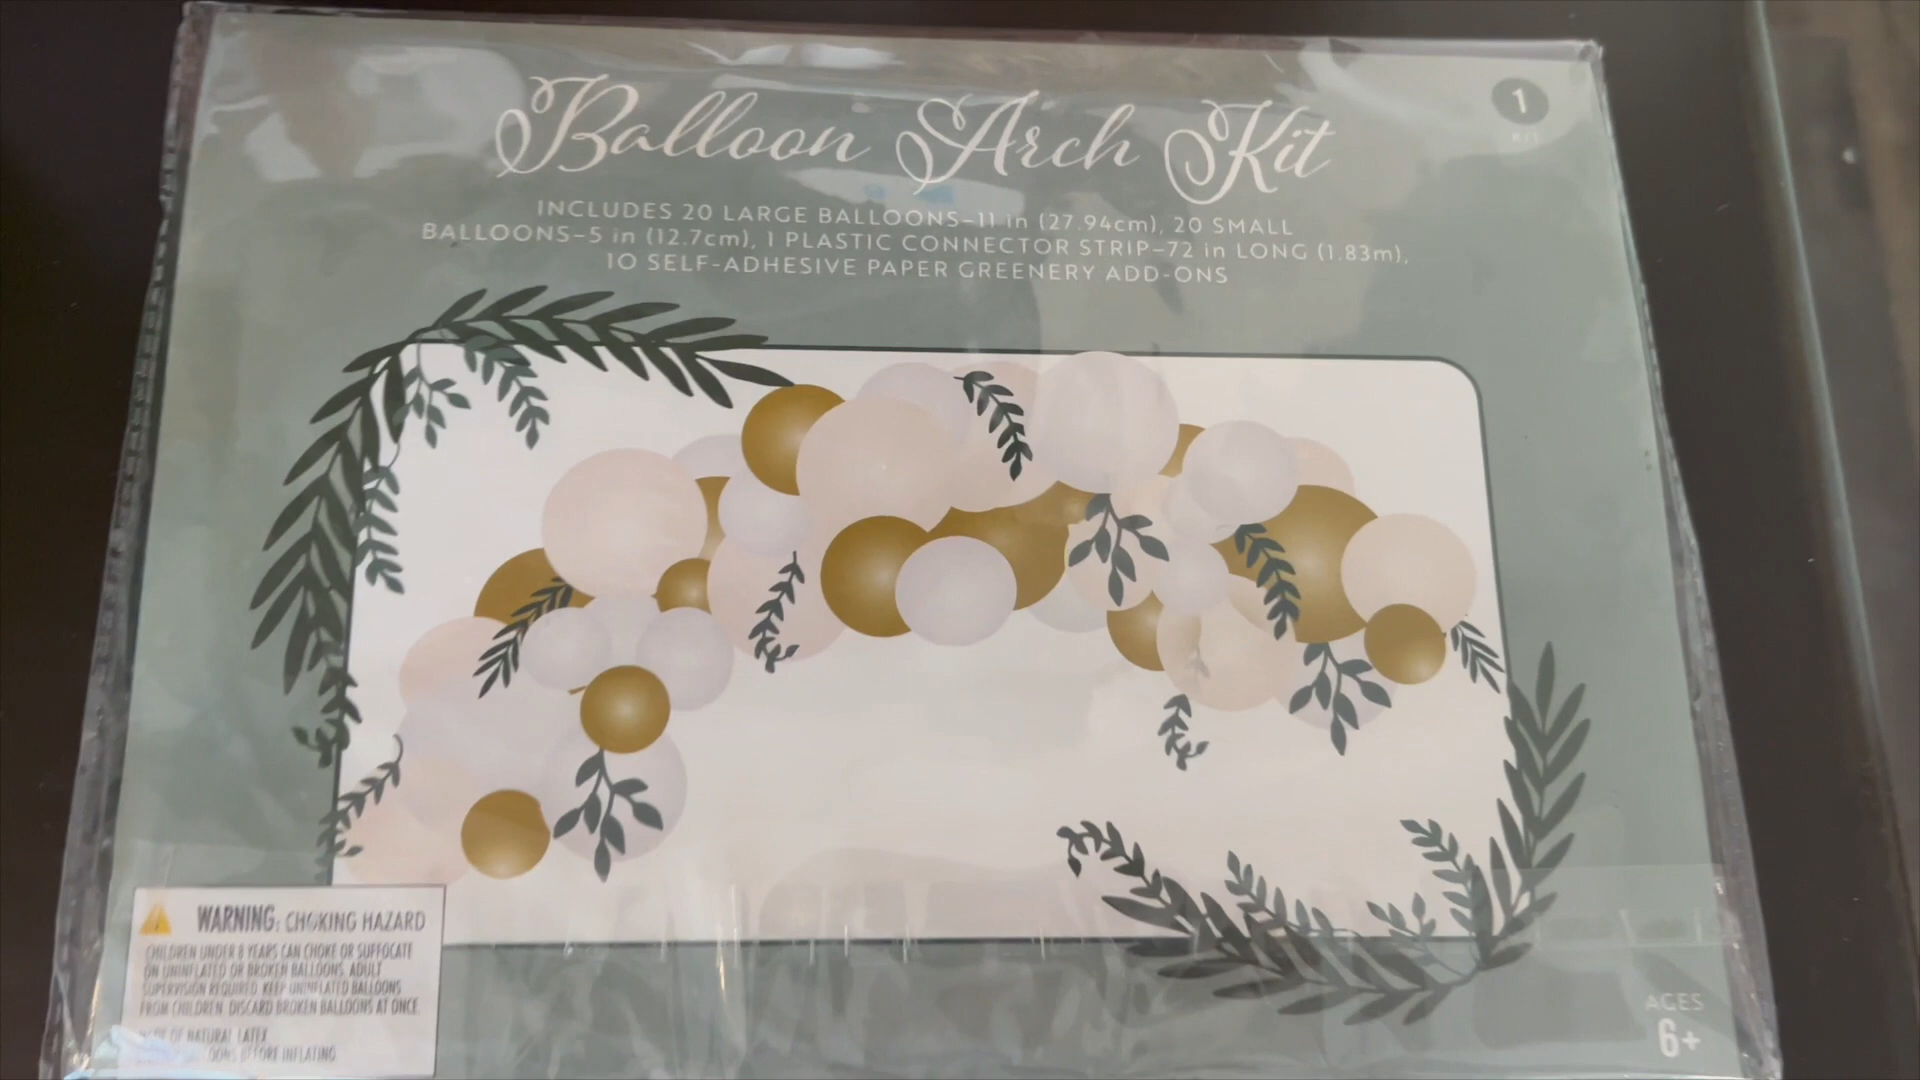 Balloon Arch Kit
1
KIT
INCLUDES 20 LARGE BALLOONS–11 in (27.94cm), 20 SMALL
BALLOONS–5 in (12.7cm), 1 PLASTIC CONNECTOR STRIP–72 in LONG (1.83m),
10 SELF-ADHESIVE PAPER GREENERY ADD-ONS
WARNING: CHOKING HAZARD
CHILDREN UNDER 8 YEARS CAN CHOKE OR SUFFOCATE
ON UNINFLATED OR BROKEN BALLOONS. ADULT
SUPERVISION REQUIRED. KEEP UNINFLATED BALLOONS
FROM CHILDREN. DISCARD BROKEN BALLOONS AT ONCE.
OF NATURAL LATEX
BEFORE INFLATING
AGES
6+